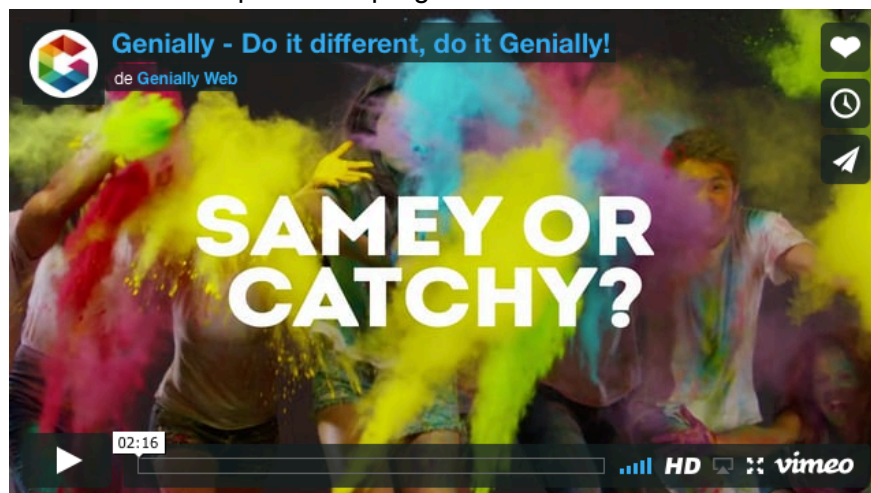 Genially - Do it different, do it Genially!
de Genially Web
SAMEY OR
CATCHY?
02:16
HD vimeo